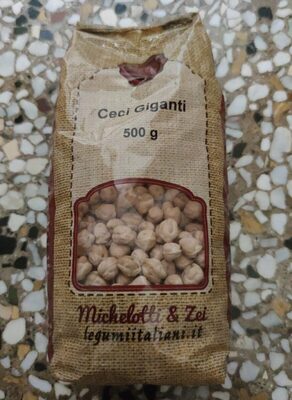 Ceci Giganti
500 g
Michelotti & Zei
legumiitaliani.it